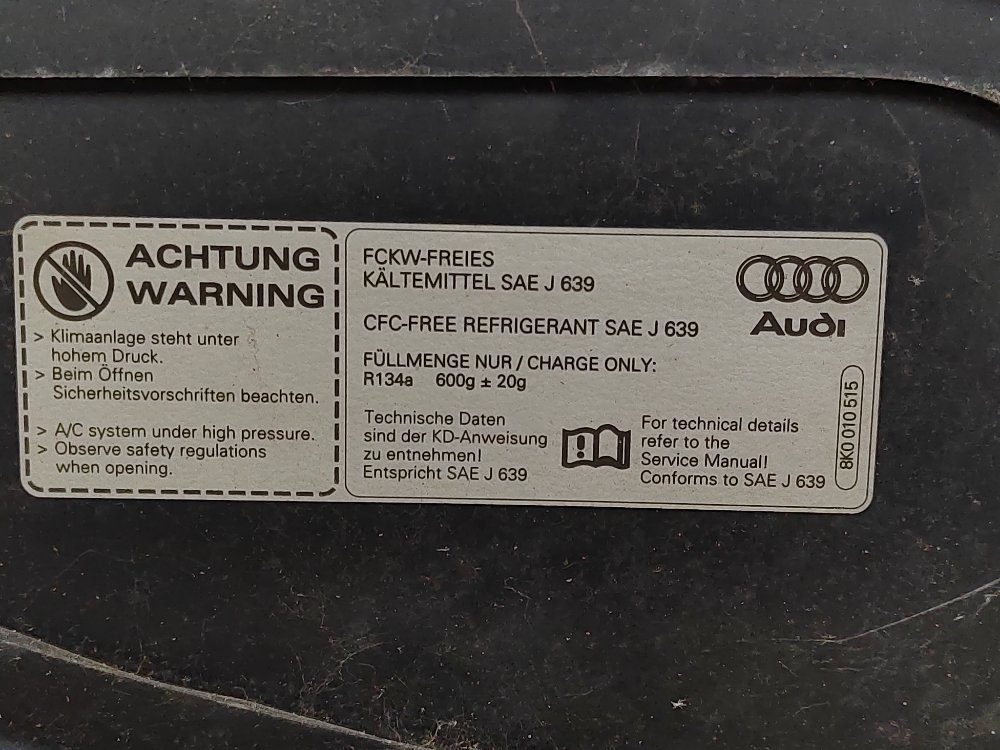 ACHTUNG
WARNING
> Klimaanlage steht unter
hohem Druck.
> Beim Öffnen
Sicherheitsvorschriften beachten.
> A/C system under high pressure.
> Observe safety regulations
when opening.
FCKW-FREIES
KÄLTEMITTEL SAE J 639
CFC-FREE REFRIGERANT SAE J 639
FÜLLMENGE NUR / CHARGE ONLY:
R134a 600g ± 20g
Technische Daten
sind der KD-Anweisung
zu entnehmen!
Entspricht SAE J 639
For technical details
refer to the
Service Manual!
Conforms to SAE J 639
Audi
8K0 010 515